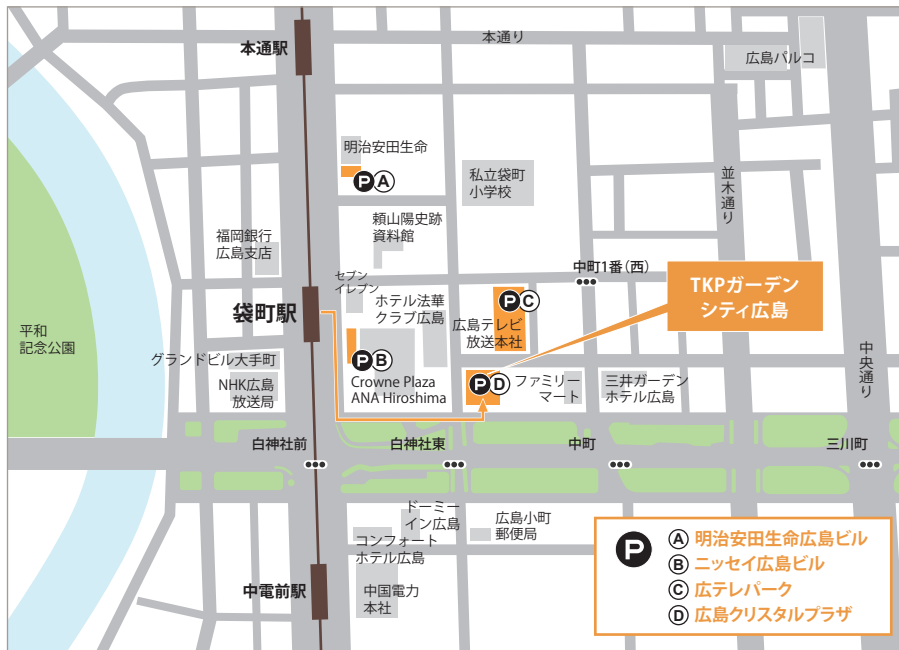 本通駅
本通り
広島パルコ
明治安田生命
P A
私立袋町
小学校
並木通り
頼山陽史跡
資料館
福岡銀行
広島支店
中町1番(西)
セブン
イレブン
TKPガーデン
シティ広島
ホテル法華
クラブ広島
P C
袋町駅
広島テレビ
放送本社
平和
記念公園
グランドビル大手町
P B
中央通り
NHK広島
放送局
Crowne Plaza
ANA Hiroshima
P D
ファミリー
マート
三井ガーデン
ホテル広島
白神社前
白神社東
中町
三川町
ドーミー
イン広島
広島小町
郵便局
コンフォート
ホテル広島
中電前駅
中国電力
本社
P
A 明治安田生命広島ビル
B ニッセイ広島ビル
C 広テレパーク
D 広島クリスタルプラザ